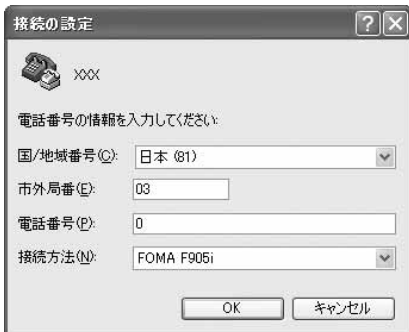 接続の設定
XXX
電話番号の情報を入力してください:
国/地域番号(C): 日本 (81)
市外局番(E): 03
電話番号(P): 0
接続方法(N): FOMA F905i
OK キャンセル